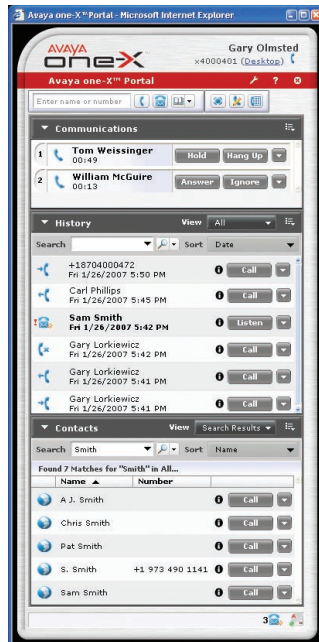 Avaya one-X™ Portal - Microsoft Internet Explorer
AVAYA
one-X
Gary Olmsted
x4000401 (Desktop)
Avaya one-X™ Portal
?
Enter name or number
Communications
1 Tom Weissinger
00:49
Hold Hang Up
2 William McGuire
00:13
Answer Ignore
History View All
Search Sort Date
+18704000472
Fri 1/26/2007 5:50 PM
Call
Carl Phillips
Fri 1/26/2007 5:45 PM
Call
Sam Smith
Fri 1/26/2007 5:42 PM
Listen
Gary Lorkiewicz
Fri 1/26/2007 5:42 PM
Call
Gary Lorkiewicz
Fri 1/26/2007 5:41 PM
Call
Gary Lorkiewicz
Fri 1/26/2007 5:41 PM
Call
Contacts View Search Results
Search Smith Sort Name
Found 7 Matches for "Smith" in All...
Name Number
A J. Smith Call
Chris Smith Call
Pat Smith Call
S. Smith +1 973 490 1141 Call
Sam Smith Call
3